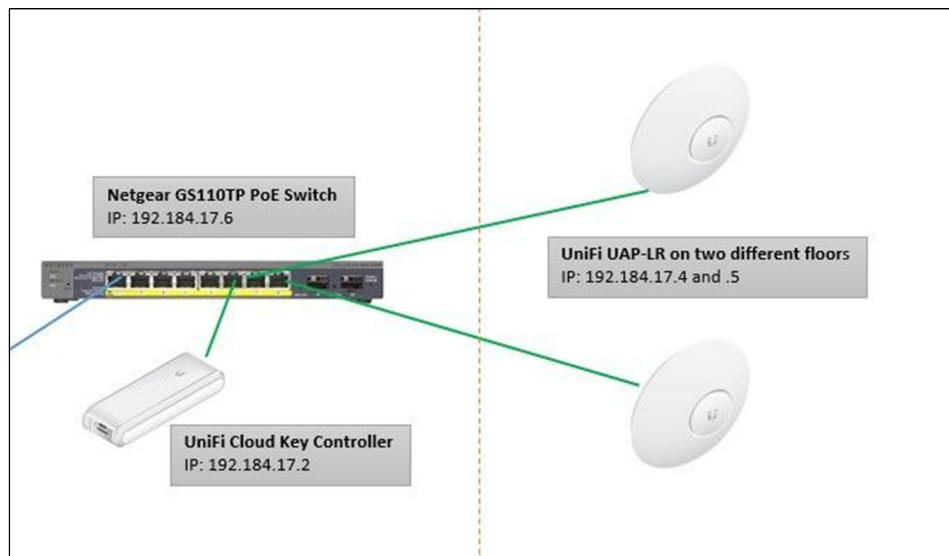 Netgear GS110TP PoE Switch
IP: 192.184.17.6
UniFi UAP-LR on two different floors
IP: 192.184.17.4 and .5
UniFi Cloud Key Controller
IP: 192.184.17.2